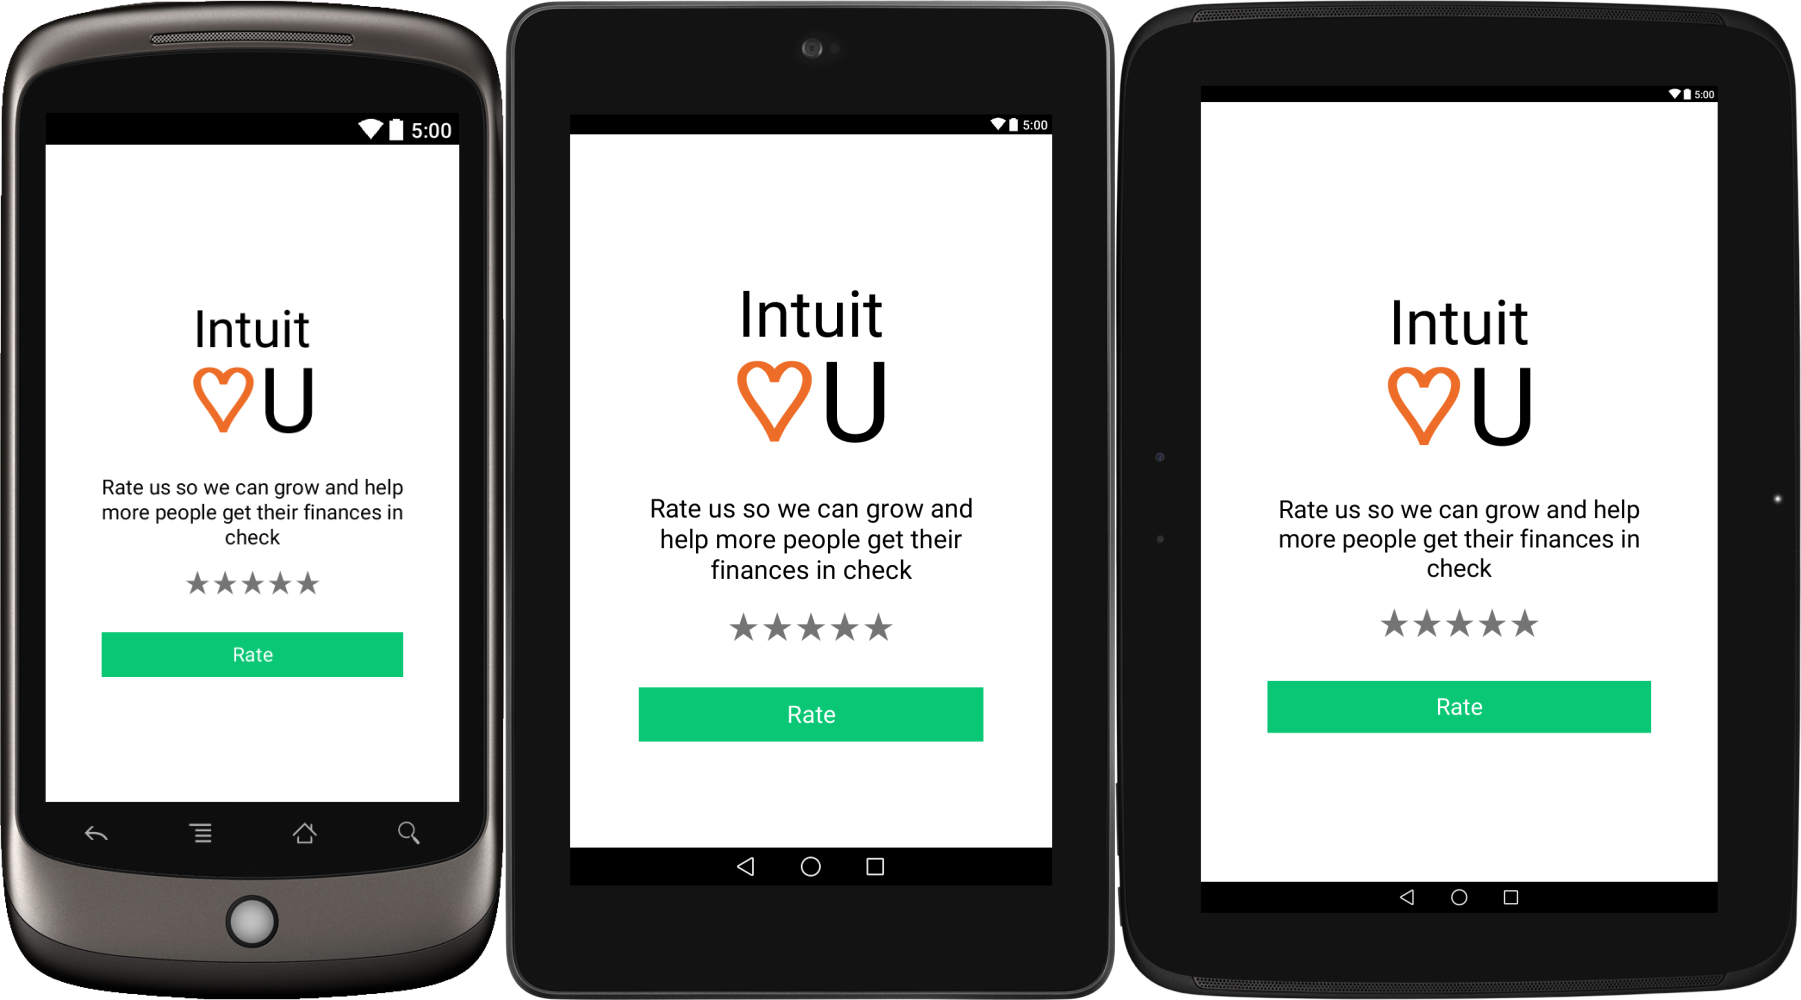 5:00
Intuit
♡U
Rate us so we can grow and help
more people get their finances in
check
★★★★★
Rate
5:00
Intuit
♡U
Rate us so we can grow and
help more people get their
finances in check
★★★★★
Rate
5:00
Intuit
♡U
Rate us so we can grow and help
more people get their finances in
check
★★★★★
Rate